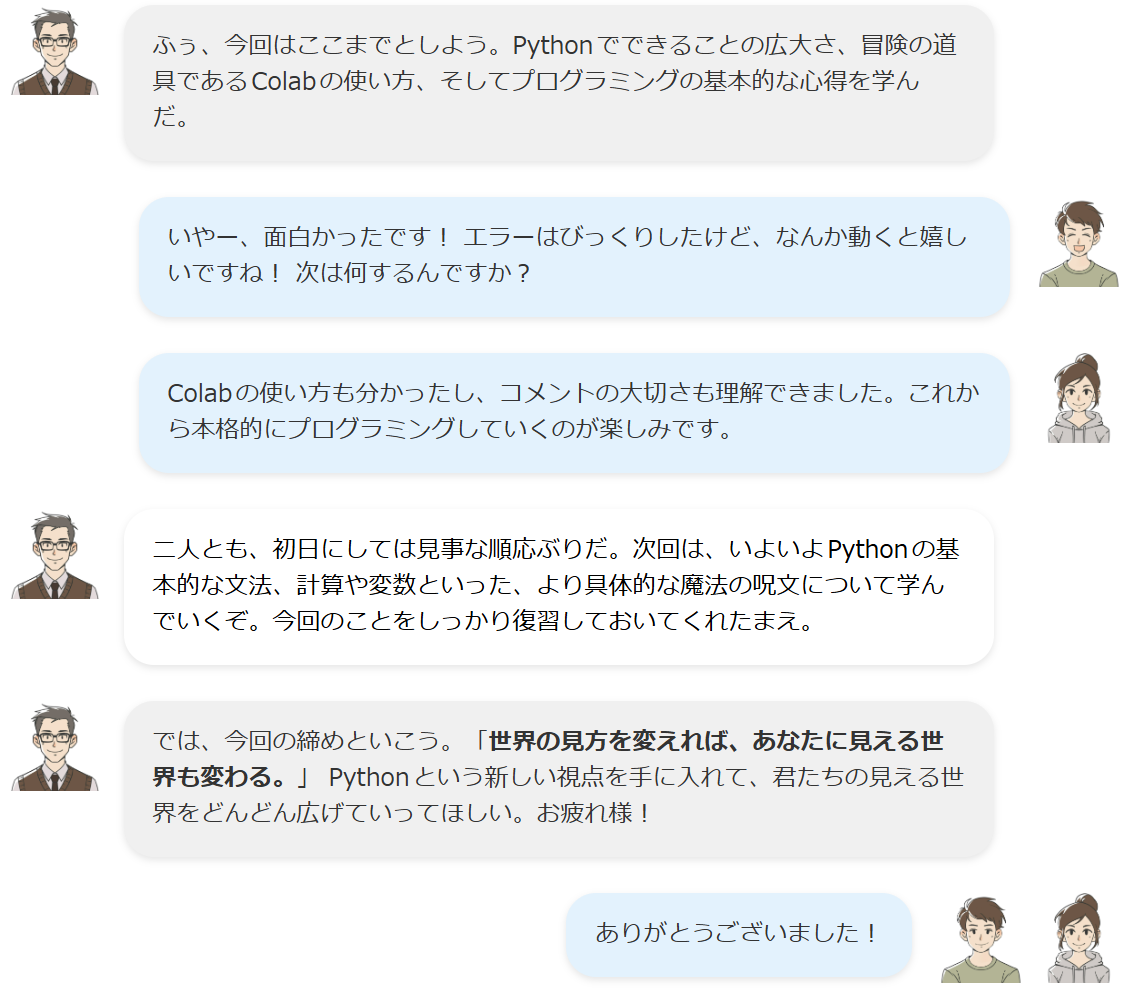 ふぅ、今回はここまでとしよう。Pythonでできることの広大さ、冒険の道
具であるColabの使い方、そしてプログラミングの基本的な心得を学ん
だ。
いやー、面白かったです！ エラーはびっくりしたけど、なんか動くと嬉し
いですね！ 次は何するんですか？
Colabの使い方も分かったし、コメントの大切さも理解できました。これか
ら本格的にプログラミングしていくのが楽しみです。
二人とも、初日にしては見事な順応ぶりだ。次回は、いよいよPythonの基
本的な文法、計算や変数といった、より具体的な魔法の呪文について学ん
でいくぞ。今回のことをしっかり復習しておいてくれたまえ。
では、今回の締めといこう。「世界の見方を変えれば、あなたに見える世
界も変わる。」 Pythonという新しい視点を手に入れて、君たちの見える世
界をどんどん広げていってほしい。お疲れ様！
ありがとうございました！